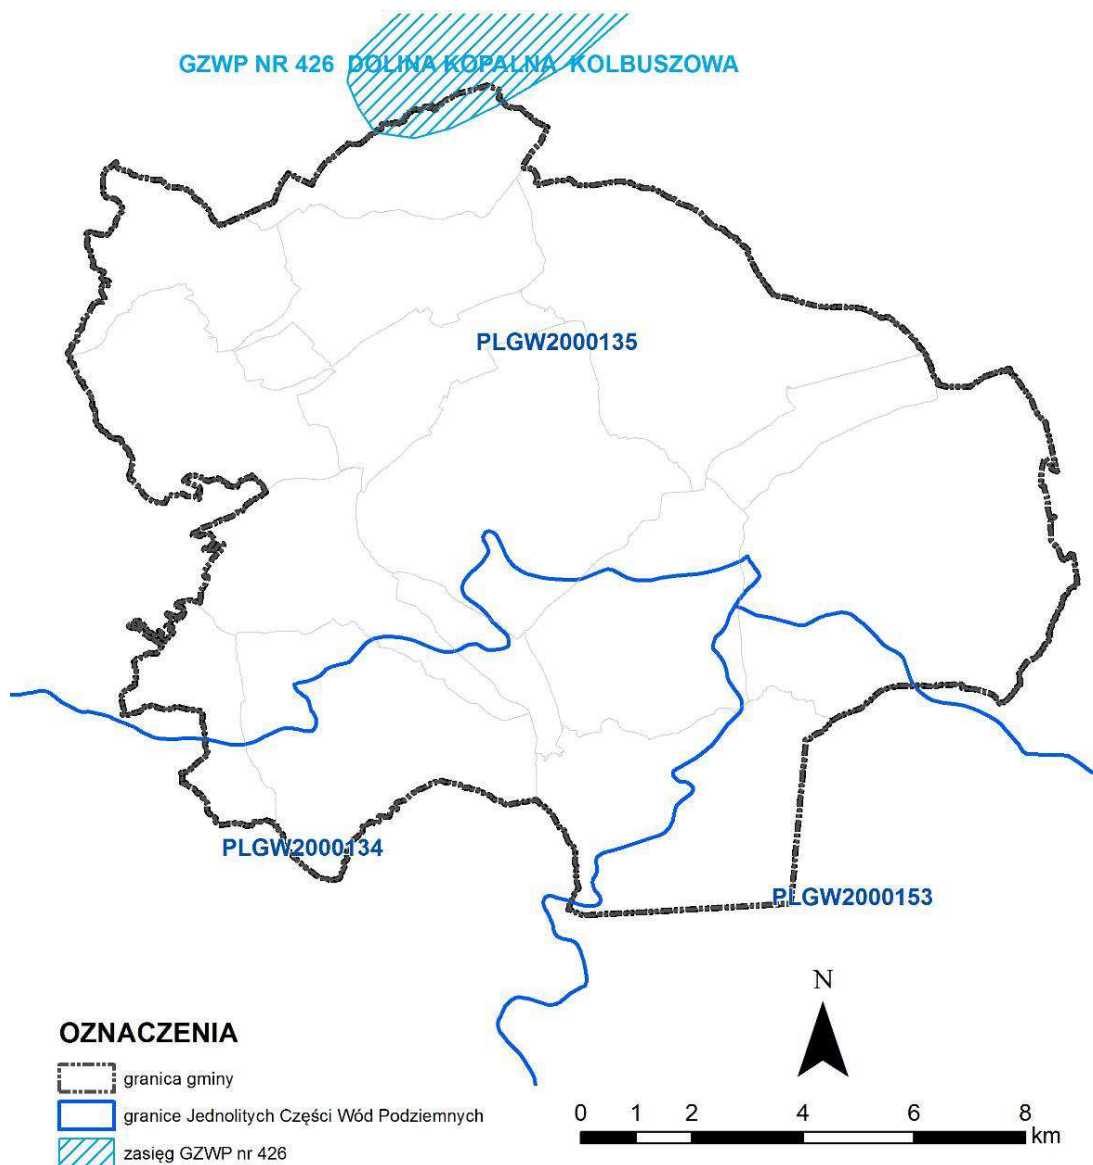 GZWP NR 426 DOLINA KOPALNA KOLBUSZOWA
PLGW2000135
PLGW2000134
PLGW2000153
N
OZNACZENIA
granica gminy
granice Jednolitych Części Wód Podziemnych
zasięg GZWP nr 426
0 1 2 4 6 8
km